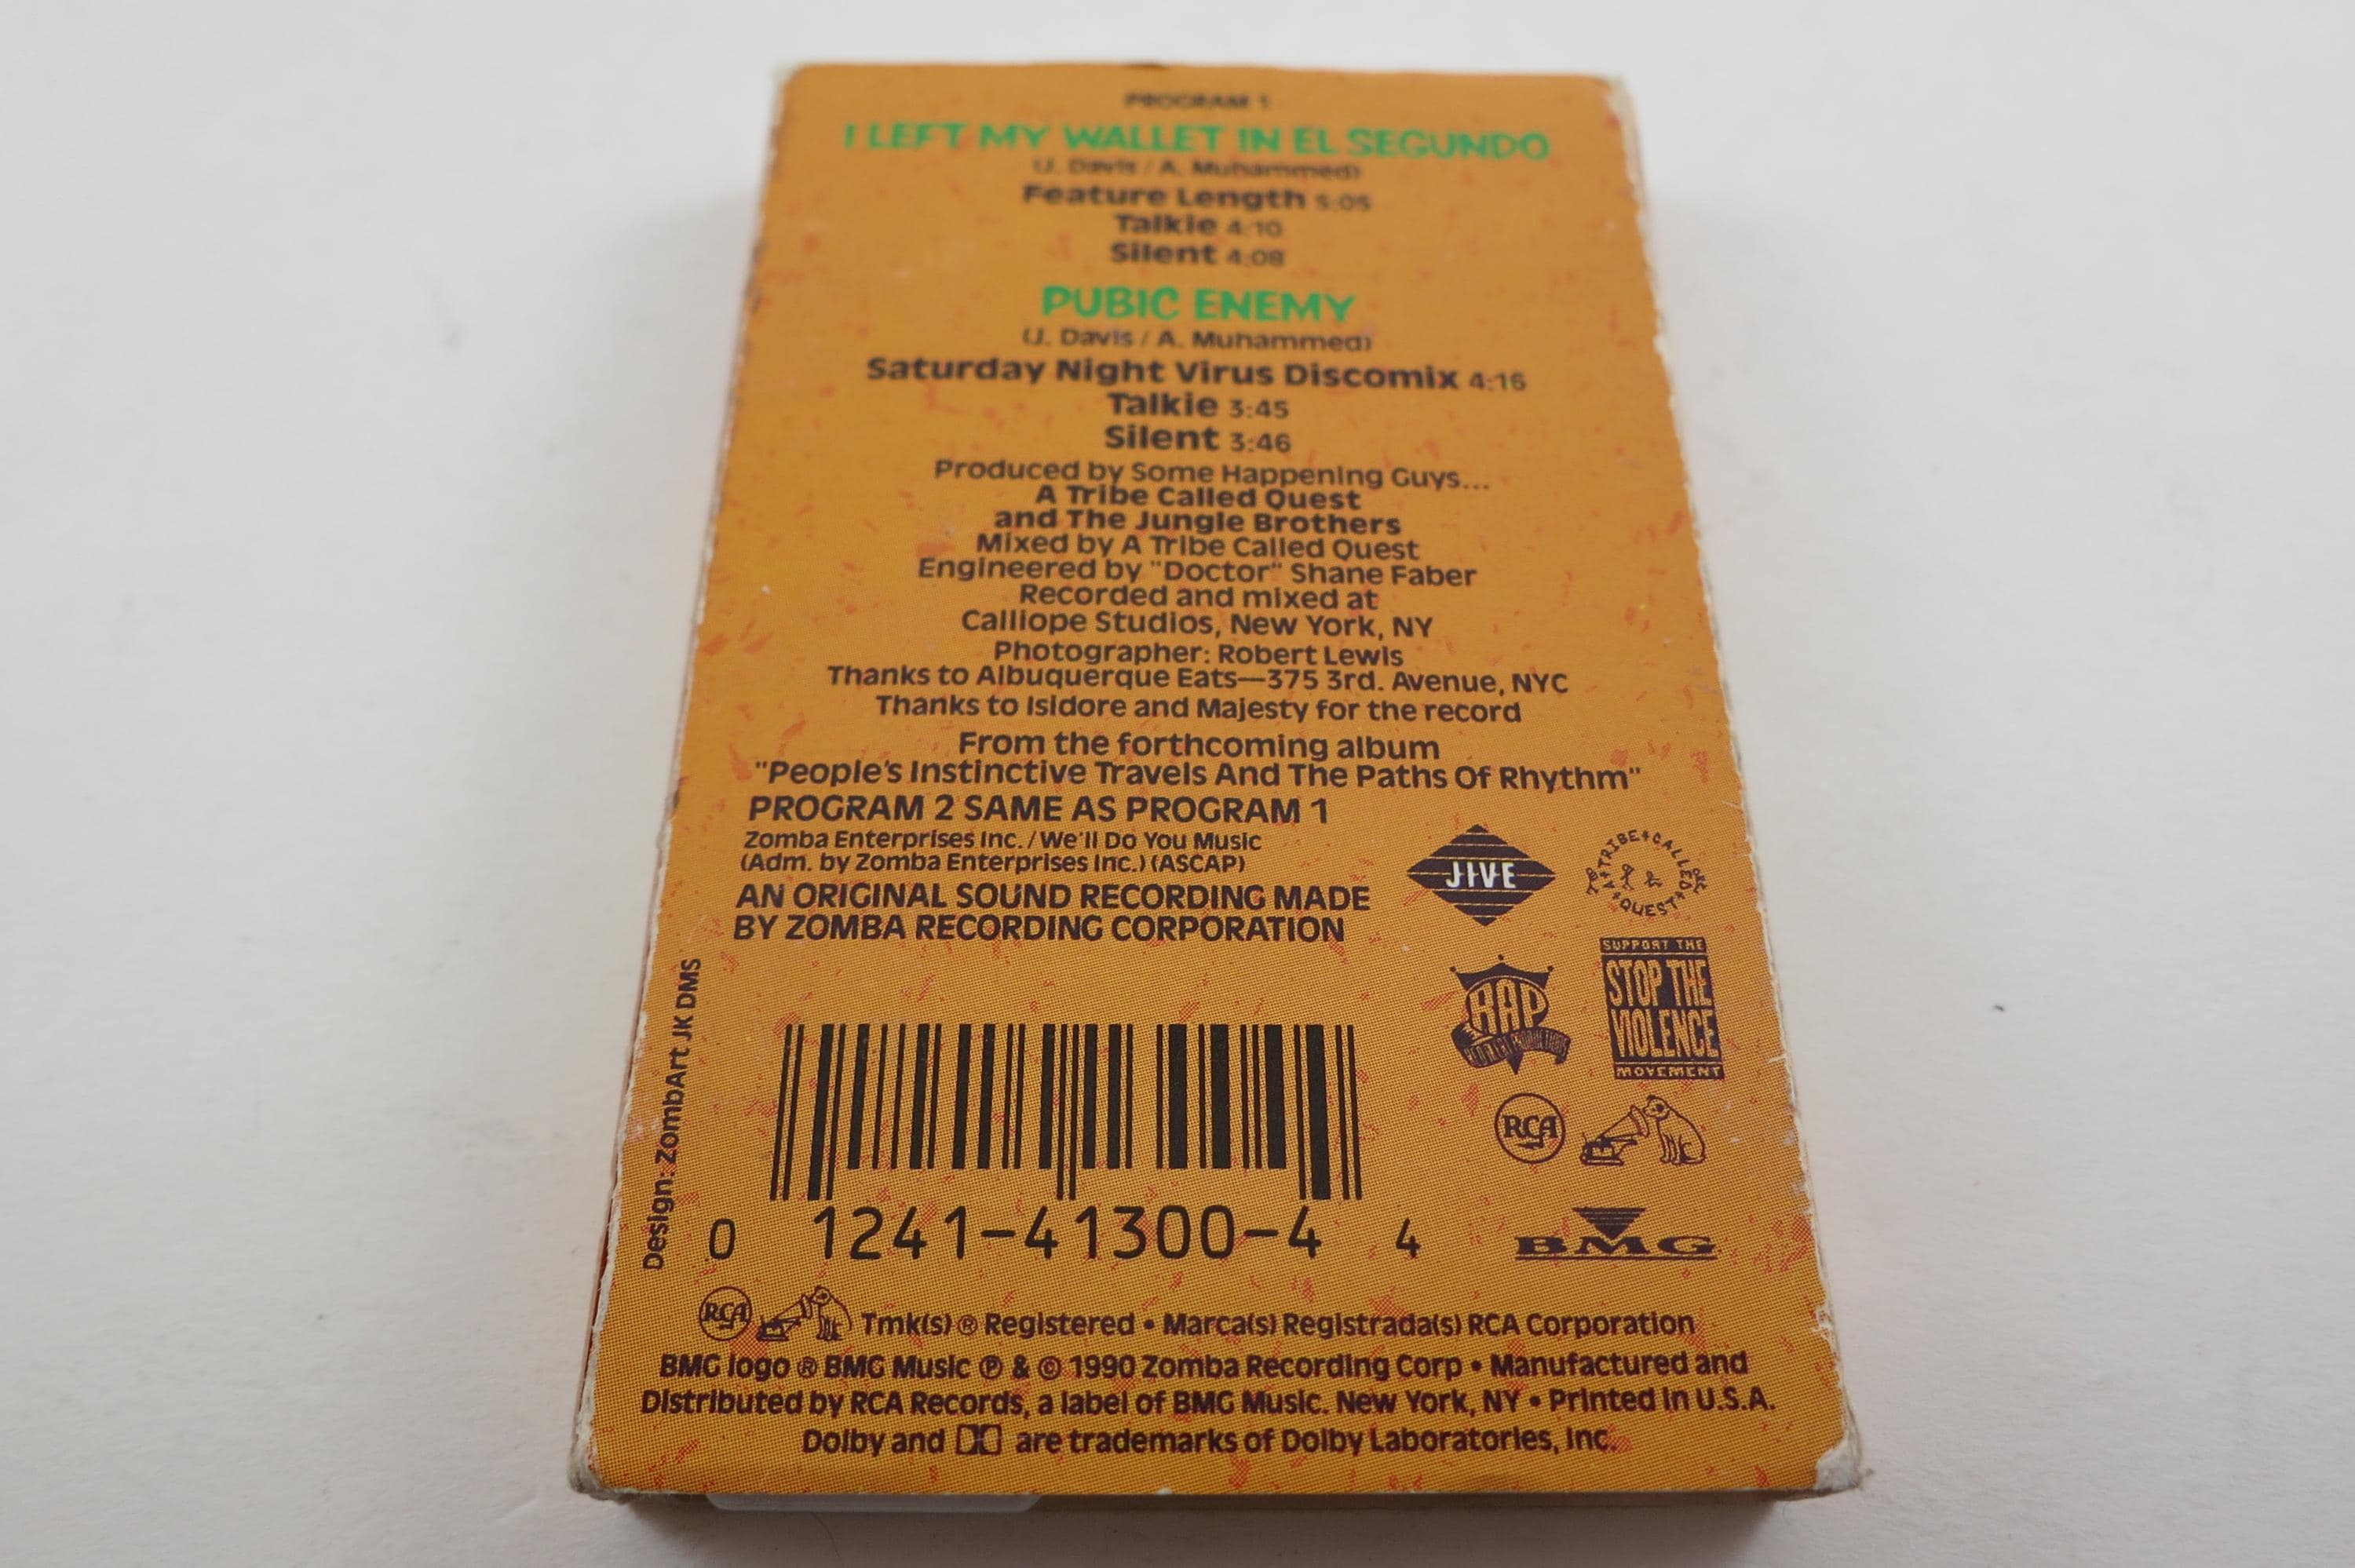 PROGRAM 1
I LEFT MY WALLET IN EL SEGUNDO
(J. Davis / A. Muhammed)
Feature Length 5:05
Talkie 4:10
Silent 4:08
PUBIC ENEMY
(J. Davis / A. Muhammed)
Saturday Night Virus Discomix 4:16
Talkie 3:45
Silent 3:46
Produced by Some Happening Guys...
A Tribe Called Quest
and The Jungle Brothers
Mixed by A Tribe Called Quest
Engineered by "Doctor" Shane Faber
Recorded and mixed at
Calliope Studios, New York, NY
Photographer: Robert Lewis
Thanks to Albuquerque Eats—375 3rd. Avenue, NYC
Thanks to Isidore and Majesty for the record
From the forthcoming album
"People's Instinctive Travels And The Paths Of Rhythm"
PROGRAM 2 SAME AS PROGRAM 1
Zomba Enterprises Inc. / We'll Do You Music
(Adm. by Zomba Enterprises Inc.) (ASCAP)
AN ORIGINAL SOUND RECORDING MADE
BY ZOMBA RECORDING CORPORATION
JIVE
A TRIBE CALLED QUEST
RAP
SUPPORT THE
STOP THE
VIOLENCE
MOVEMENT
RCA
BMG
Design: ZombArt JK DMS
0 1241-41300-4 4
RCA Tmk(s) ® Registered • Marca(s) Registrada(s) RCA Corporation
BMG logo ® BMG Music ℗ & © 1990 Zomba Recording Corp • Manufactured and
Distributed by RCA Records, a label of BMG Music. New York, NY • Printed in U.S.A.
Dolby and are trademarks of Dolby Laboratories, Inc.